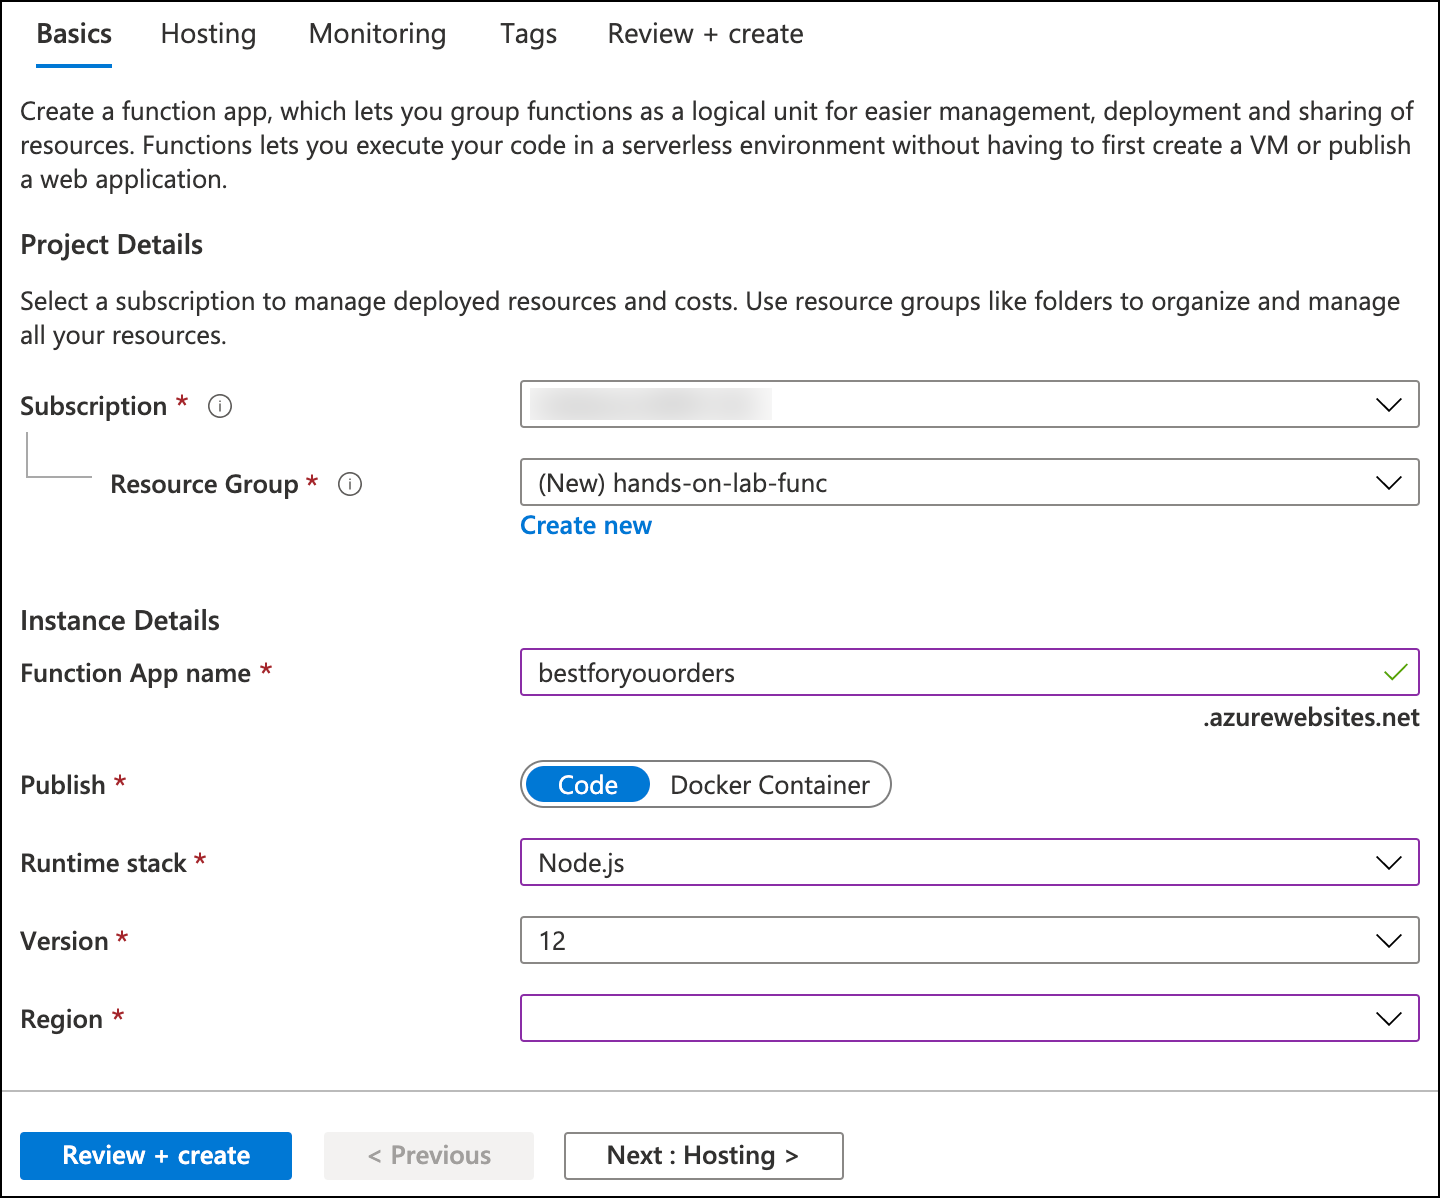 Basics Hosting Monitoring Tags Review + create
Create a function app, which lets you group functions as a logical unit for easier management, deployment and sharing of
resources. Functions lets you execute your code in a serverless environment without having to first create a VM or publish
a web application.
Project Details
Select a subscription to manage deployed resources and costs. Use resource groups like folders to organize and manage
all your resources.
Subscription *
Resource Group * (New) hands-on-lab-func
Create new
Instance Details
Function App name * bestforyouorders
.azurewebsites.net
Publish * Code Docker Container
Runtime stack * Node.js
Version * 12
Region *
Review + create < Previous Next : Hosting >